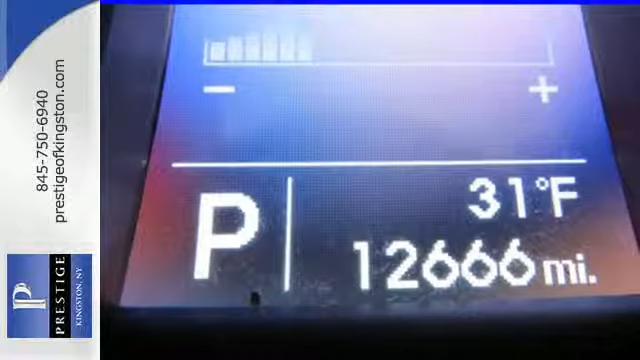 845-750-6940
prestigeofkingston.com
P
PRESTIGE
KINGSTON, NY
- +
P
31°F
12666 mi.